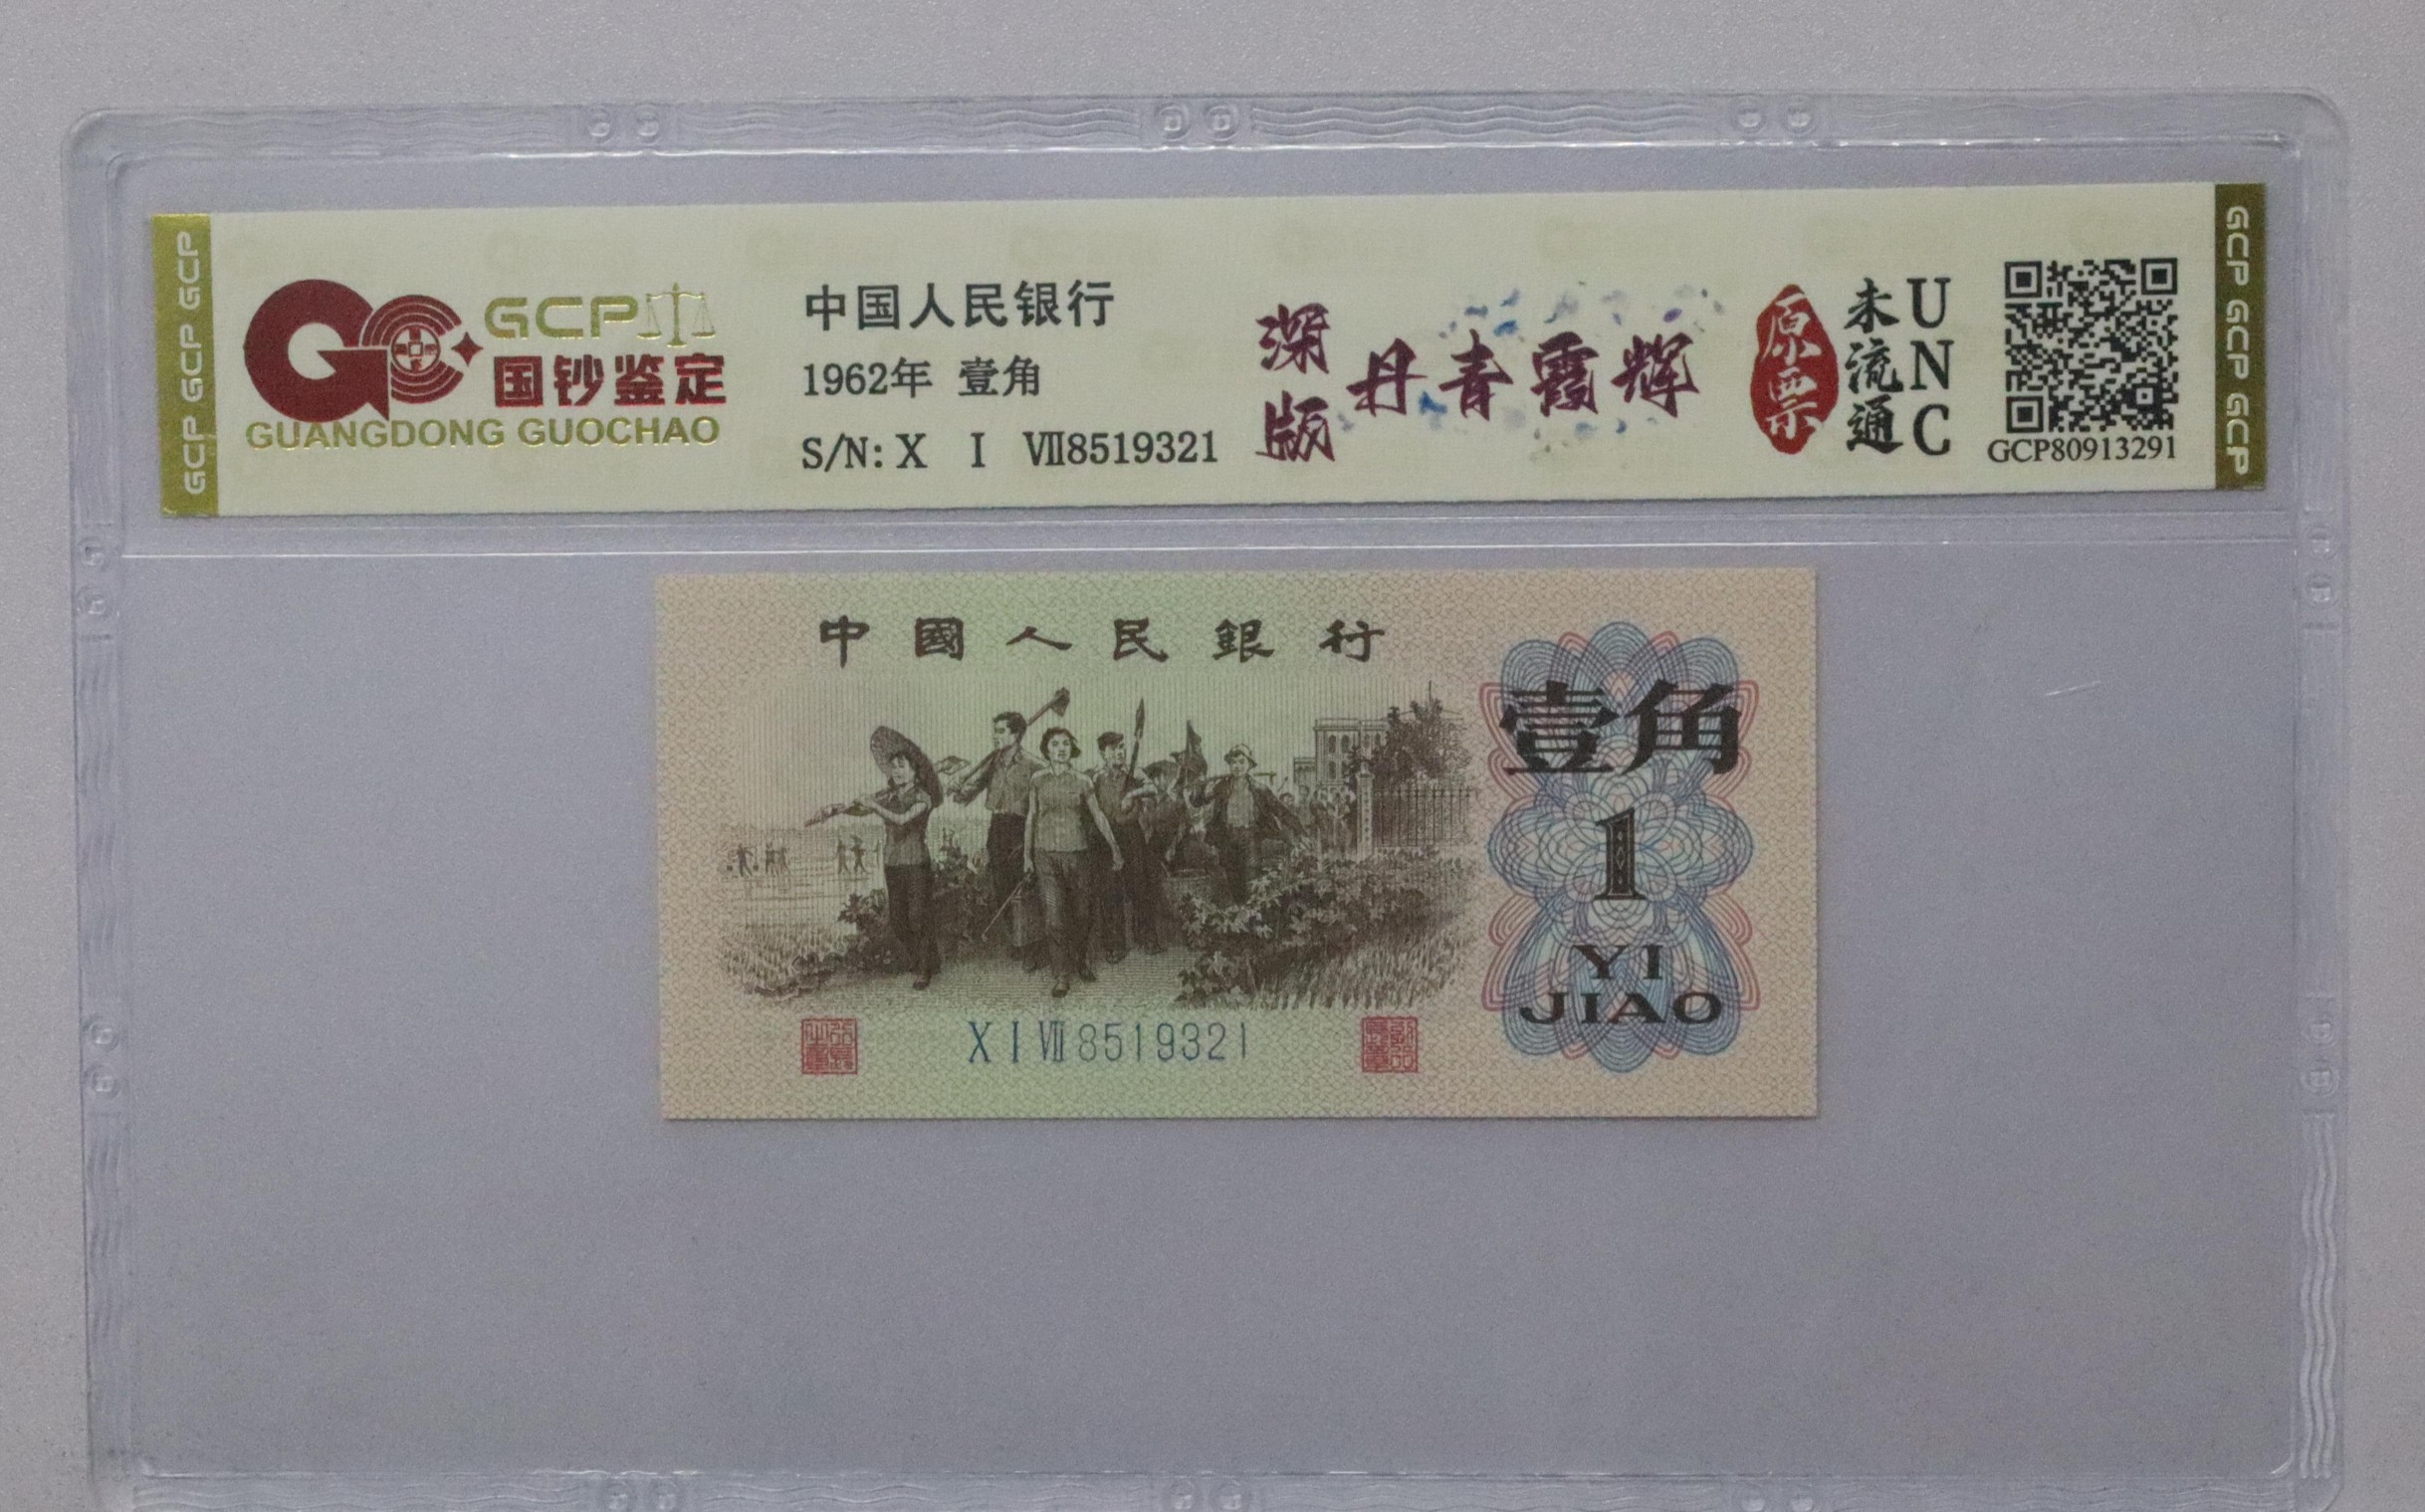 GCP GCP GCP
GCP
国钞鉴定
GUANGDONG GUOCHAO
中国人民银行
1962年 壹角
S/N: X I Ⅶ8519321
深版
丹青霞辉
原票
未流通
UNC
GCP80913291
GCP GCP GCP
中國人民銀行
壹角
1
YI
JIAO
X I Ⅶ 8519321